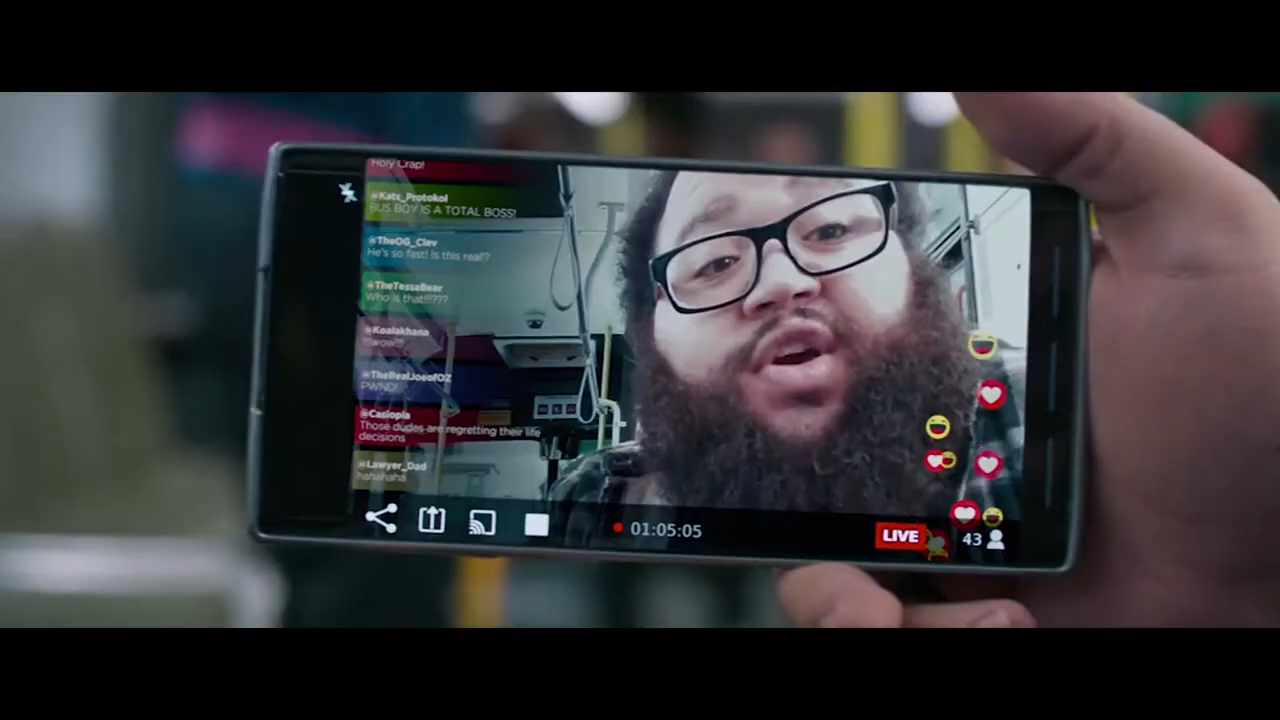 Holy Crap!
@Kats_Protokol
BUS BOY IS A TOTAL BOSS!
@TheOG_Clev
He's so fast! Is this real!?
@TheTessaBear
Who is that!!!???
@Koalakhana
!!wow!!!
@TheRealJoeofOZ
PWND!
@Casiopia
Those dudes are regretting their life
decisions
@Lawyer_Dad
hahahaha
01:05:05
LIVE
43